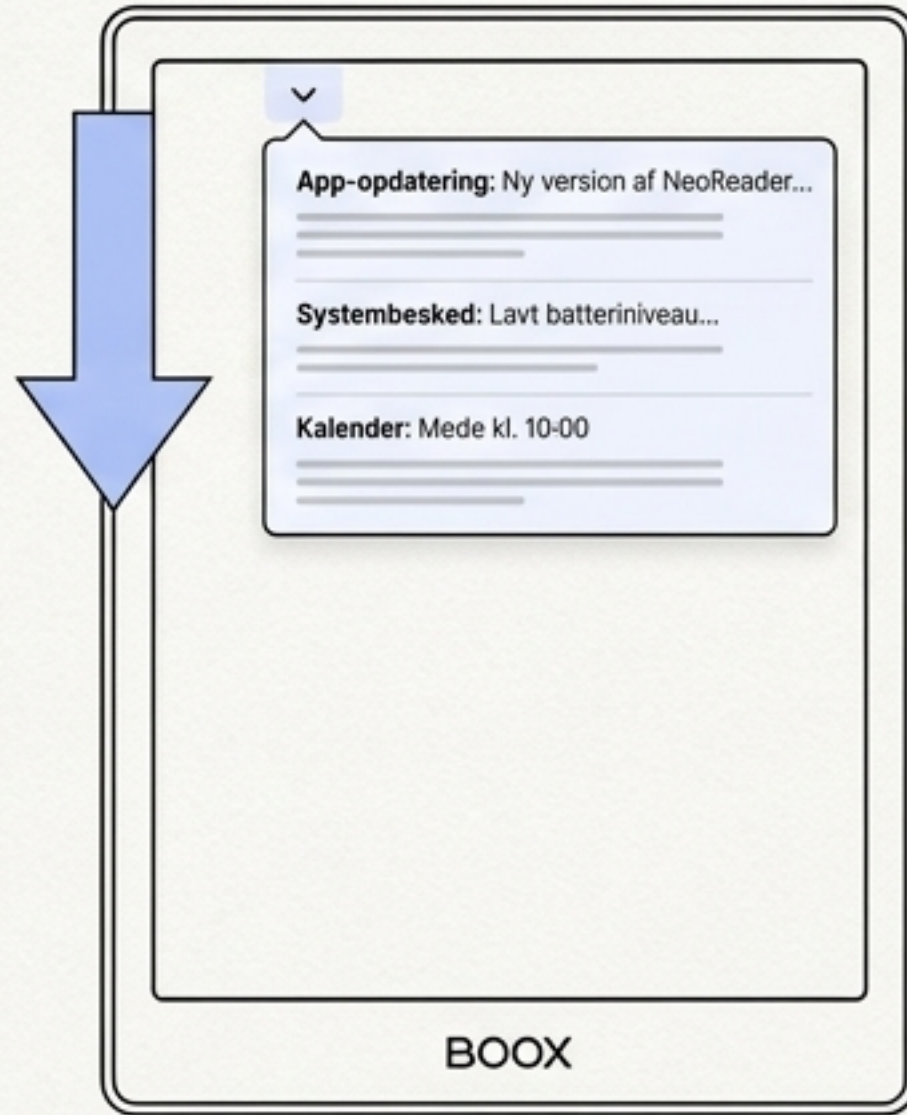 App-opdatering: Ny version af NeoReader...
Systembesked: Lavt batteriniveau...
Kalender: Mede kl. 10-00
BOOX